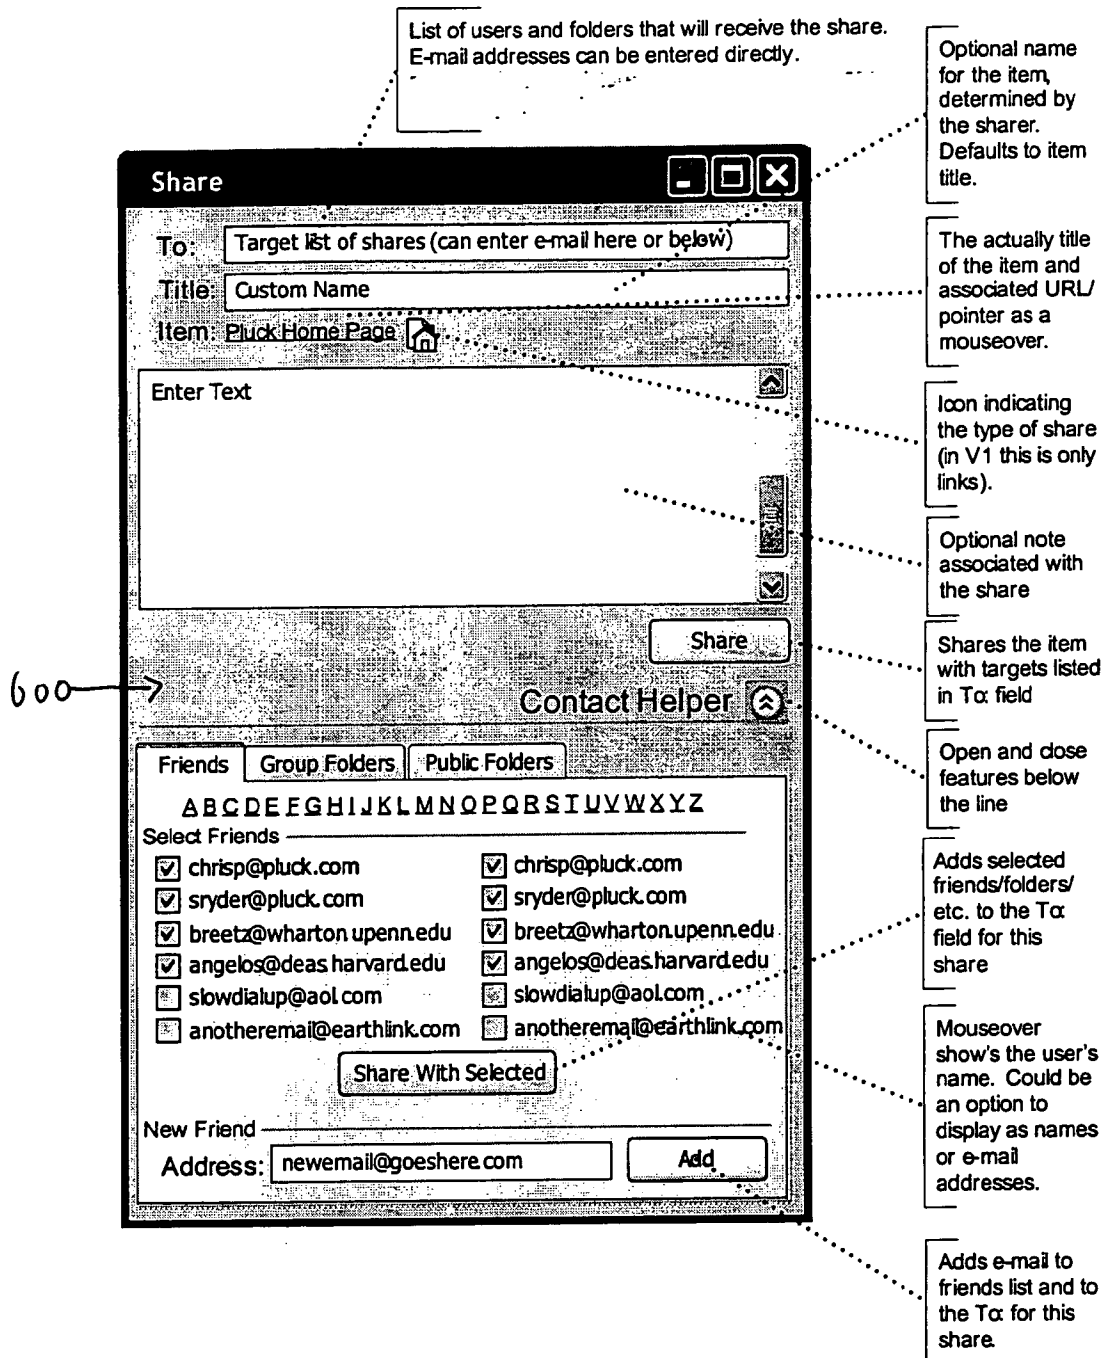 List of users and folders that will receive the share.
E-mail addresses can be entered directly.
Optional name
for the item,
determined by
the sharer.
Defaults to item
title.
Share
To: Target list of shares (can enter e-mail here or below)
Title: Custom Name
Item: Pluck Home Page
The actually title
of the item and
associated URL/
pointer as a
mouseover.
Enter Text
Icon indicating
the type of share
(in V1 this is only
links).
Optional note
associated with
the share
Share
Shares the item
with targets listed
in To: field
600
Contact Helper
Open and close
features below
the line
Friends Group Folders Public Folders
A B C D E F G H I J K L M N O P Q R S T U V W X Y Z
Select Friends
chrisp@pluck.com chrisp@pluck.com
sryder@pluck.com sryder@pluck.com
breetz@wharton.upenn.edu breetz@wharton.upenn.edu
angelos@deas.harvard.edu angelos@deas.harvard.edu
slowdialup@aol.com slowdialup@aol.com
anotheremail@earthlink.com anotheremail@earthlink.com
Share With Selected
Adds selected
friends/folders/
etc. to the To:
field for this
share
Mouseover
show's the user's
name. Could be
an option to
display as names
or e-mail
addresses.
New Friend
Address: newemail@goeshere.com Add
Adds e-mail to
friends list and to
the To: for this
share.